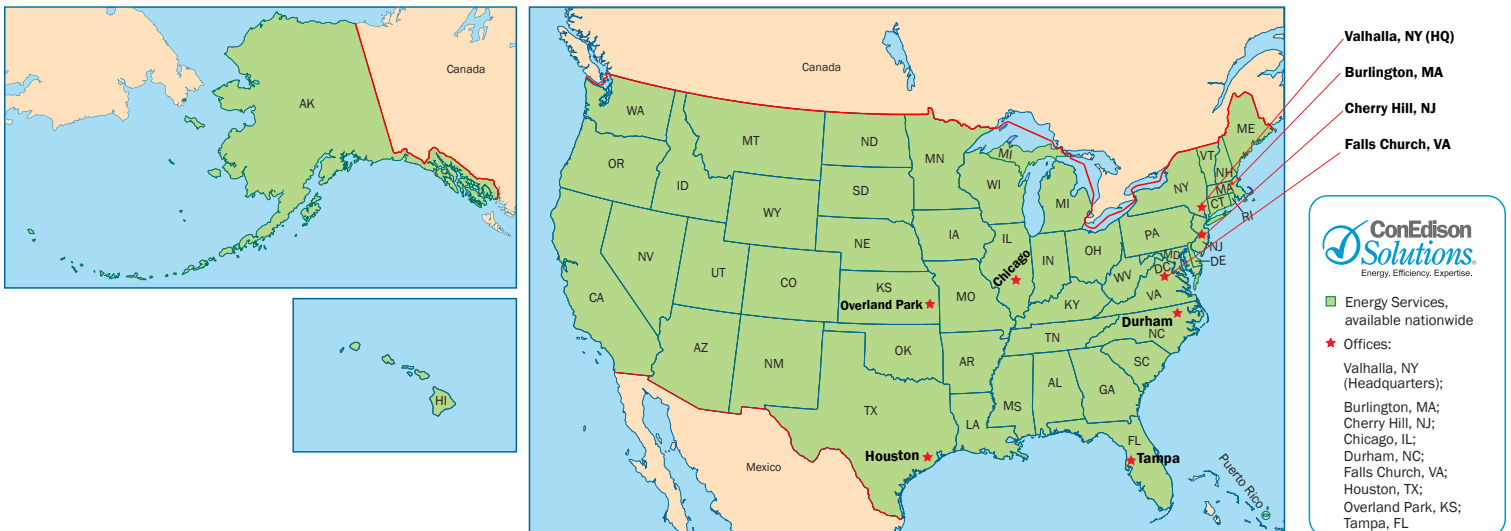 Canada
AK
HI
Canada
WA
OR
CA
NV
ID
MT
WY
UT
AZ
CO
NM
ND
SD
NE
KS
OK
TX
MN
IA
MO
AR
LA
WI
MI
MI
IL
IN
OH
KY
TN
MS
AL
GA
FL
SC
NC
VA
WV
PA
NY
VT
NH
ME
MA
CT
RI
NJ
DE
MD
DC
Overland Park
Chicago
Durham
Houston
Tampa
Mexico
Puerto Rico
Valhalla, NY (HQ)
Burlington, MA
Cherry Hill, NJ
Falls Church, VA
ConEdison
Solutions®
Energy. Efficiency. Expertise.
Energy Services,
available nationwide
Offices:
Valhalla, NY
(Headquarters);
Burlington, MA;
Cherry Hill, NJ;
Chicago, IL;
Durham, NC;
Falls Church, VA;
Houston, TX;
Overland Park, KS;
Tampa, FL